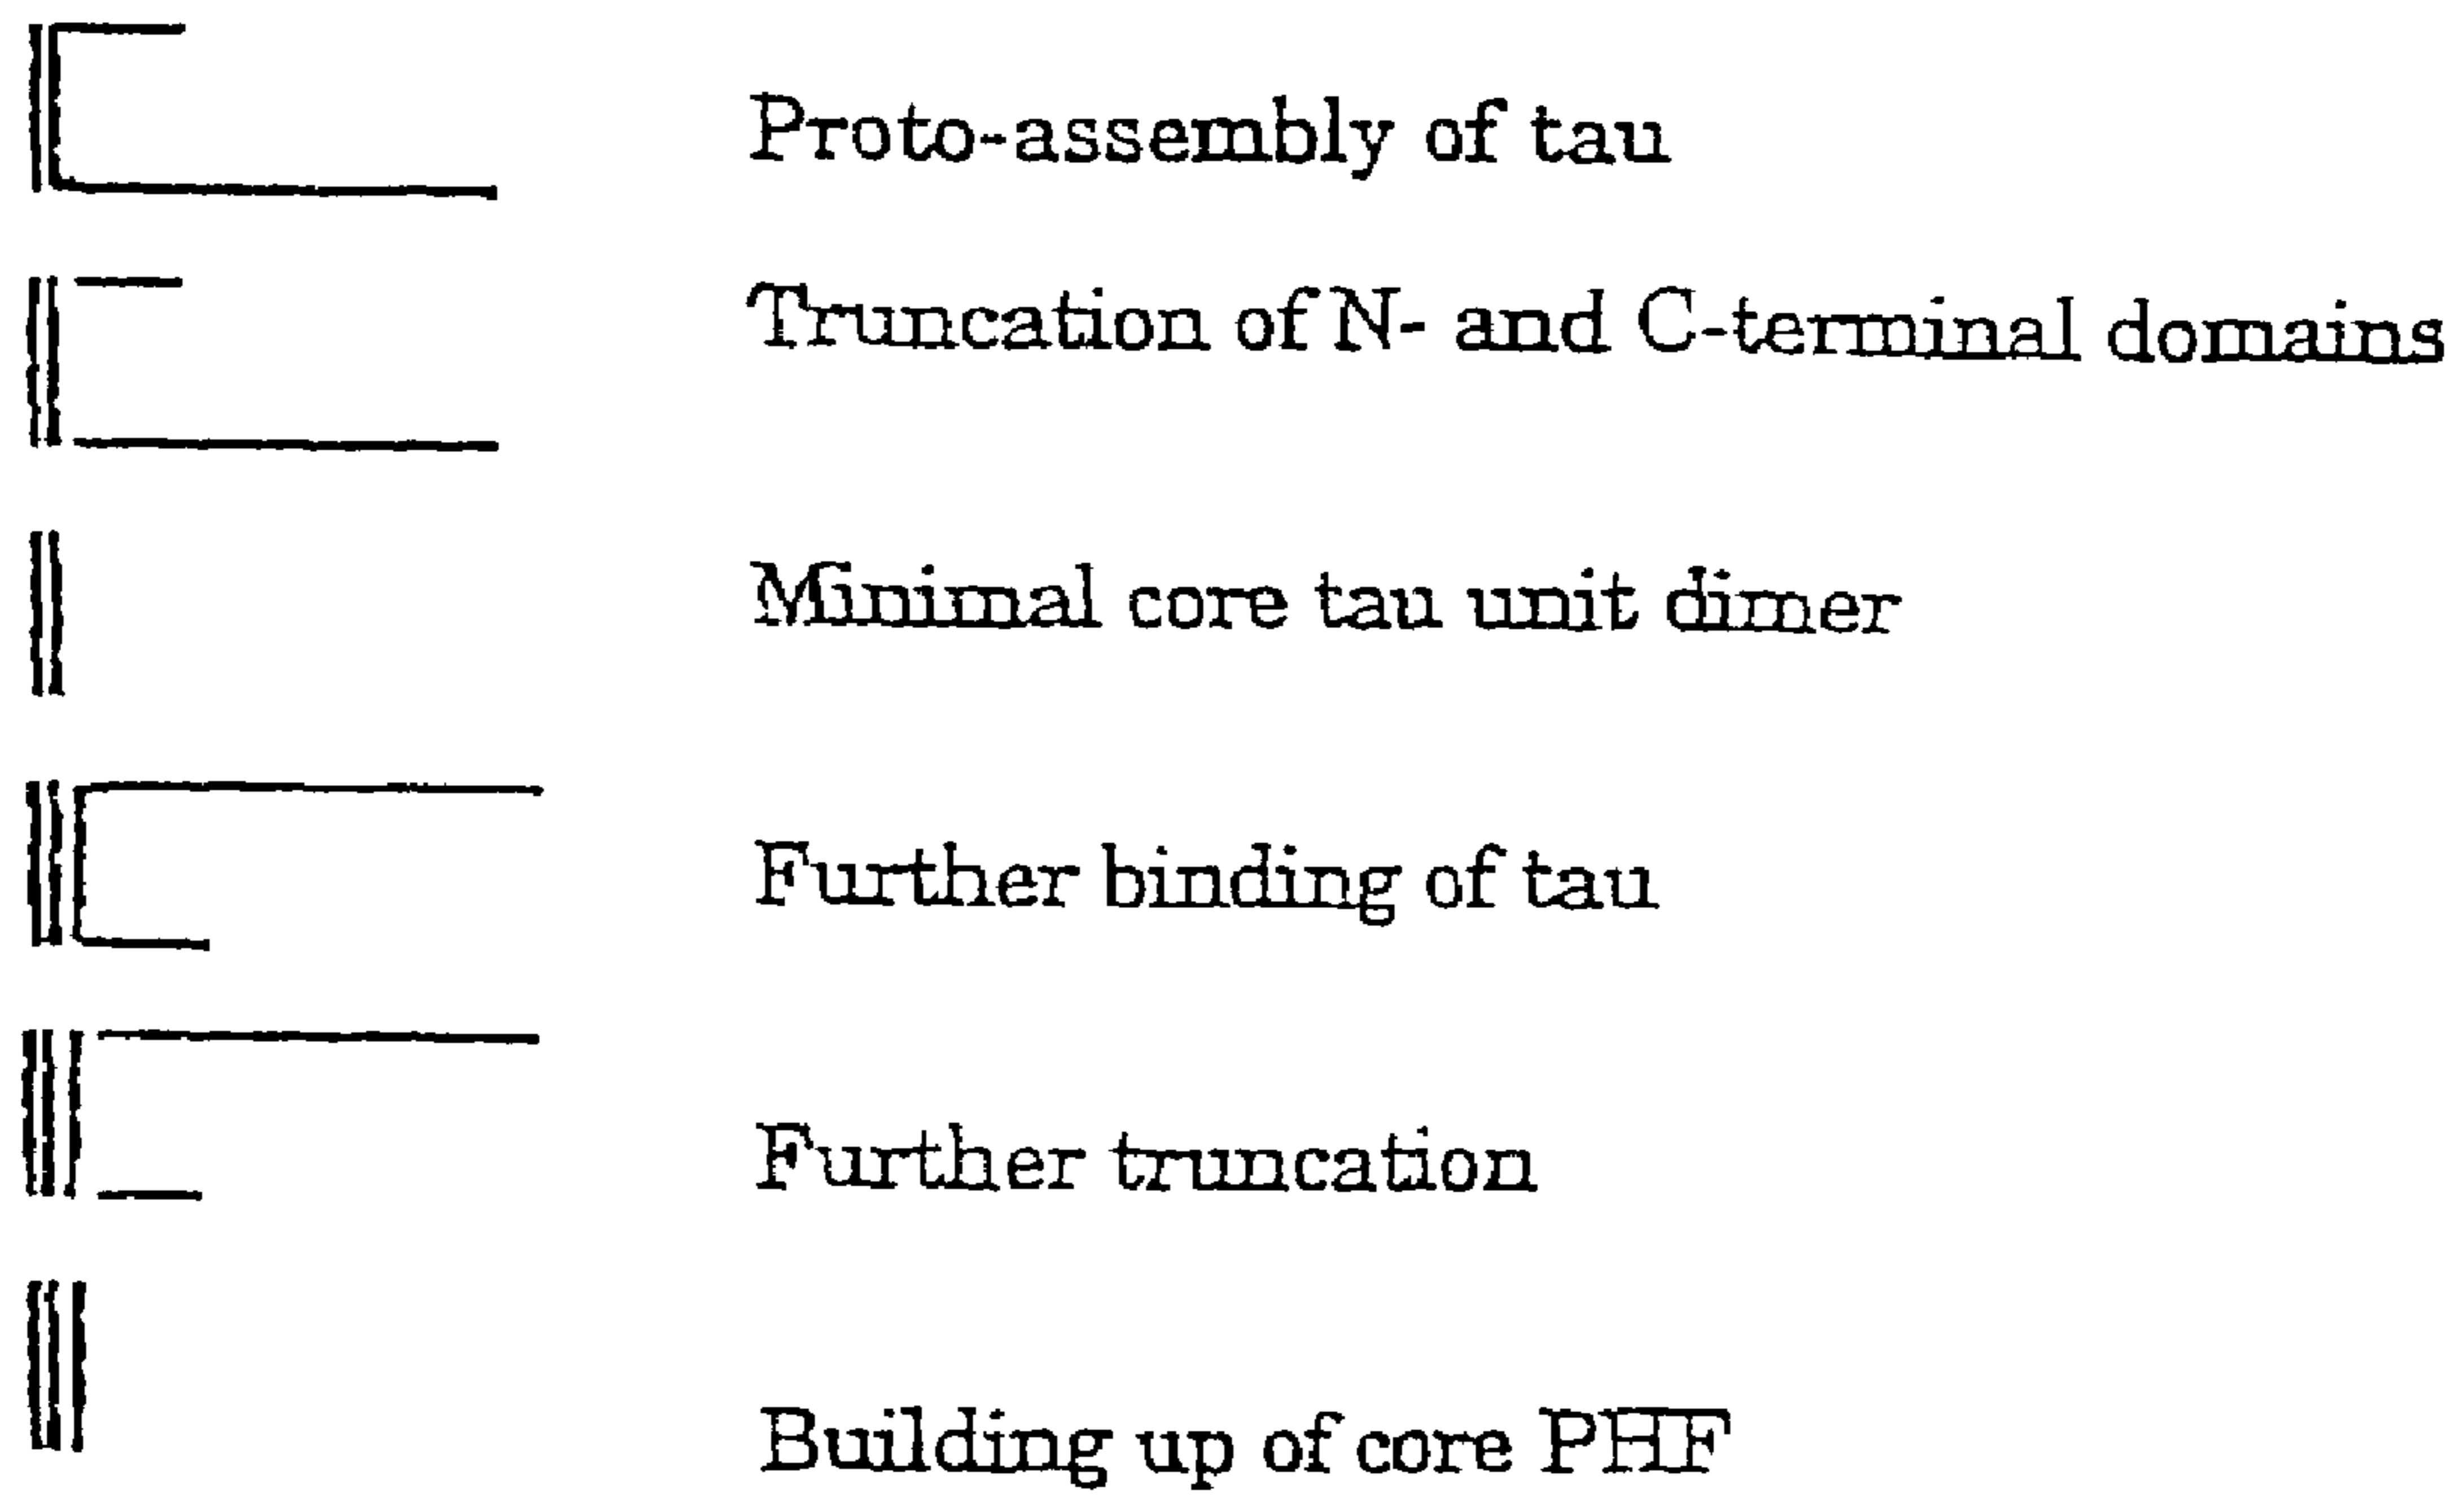 Proto-assembly of tau
Truncation of N- and C-terminal domains
Minimal core tau unit dimer
Further binding of tau
Further truncation
Building up of core PHF